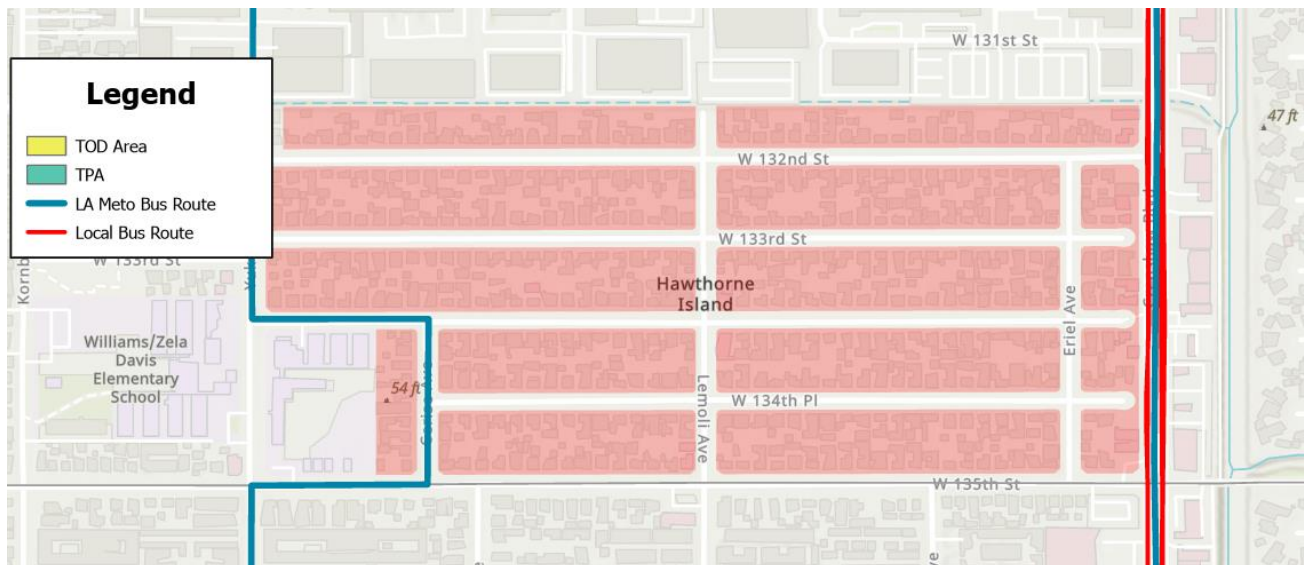 W 131st St
Legend
TOD Area
TPA
LA Meto Bus Route
Local Bus Route
47 ft
W 132nd St
W 133rd St
W 133rd St
Hawthorne
Island
Eriel Ave
Williams/Zela
Davis
Elementary
School
54 ft
Lemoli Ave
W 134th Pl
W 135th St